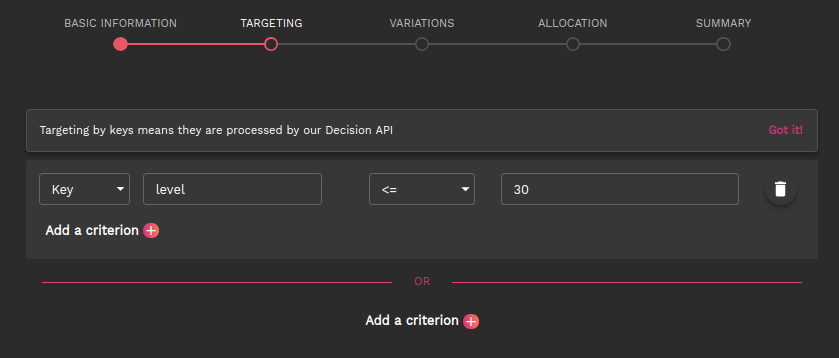 BASIC INFORMATION TARGETING VARIATIONS ALLOCATION SUMMARY
Targeting by keys means they are processed by our Decision API Got it!
Key level <= 30
Add a criterion
OR
Add a criterion